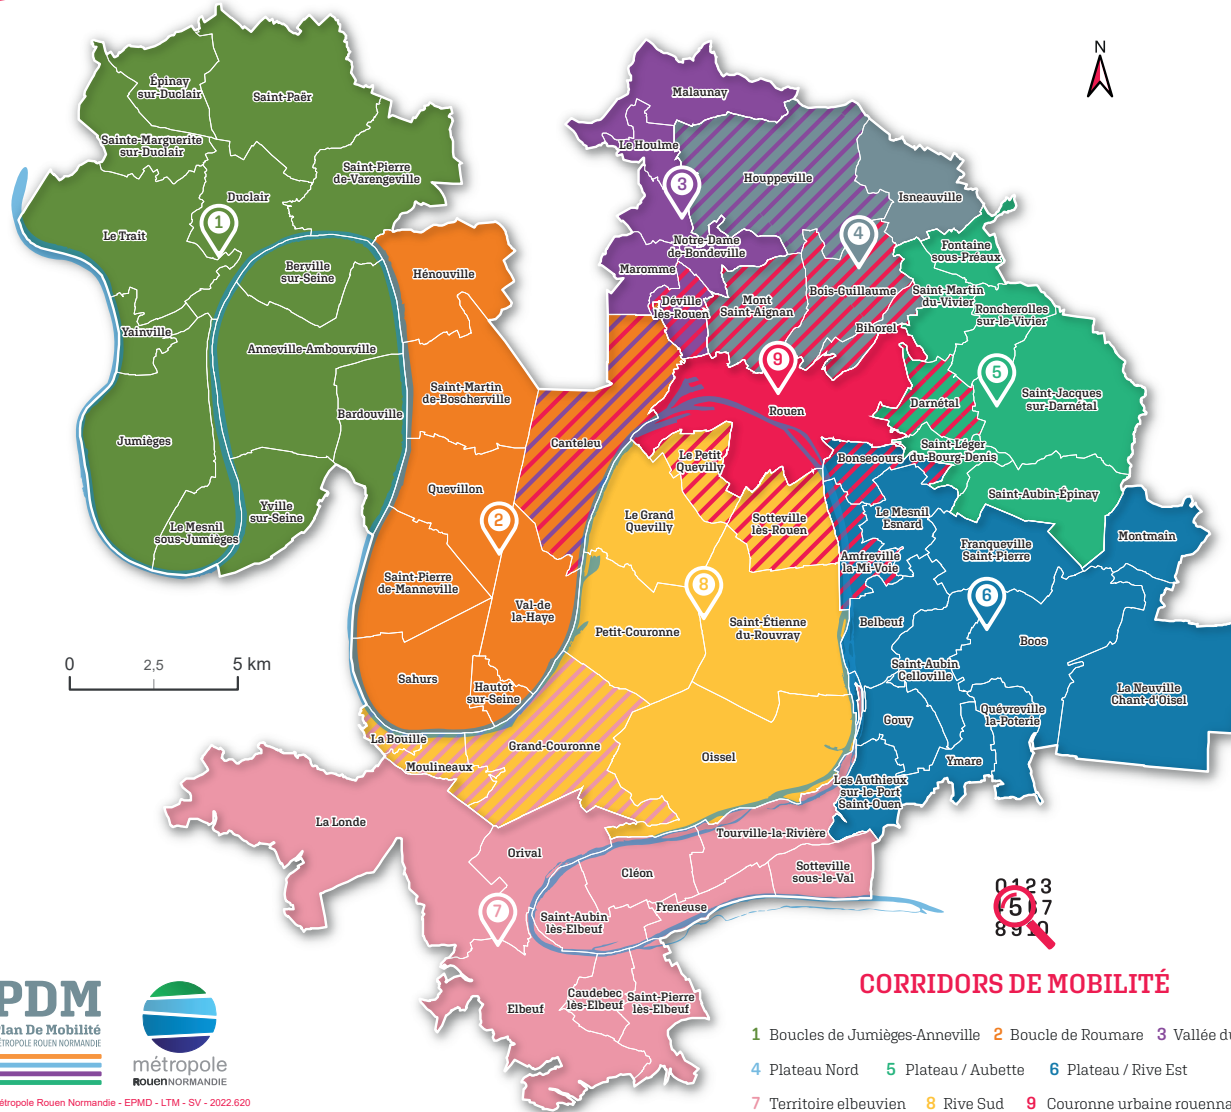 N
Malaunay
Épinay
sur-Duclair
Saint-Paër
Sainte-Marguerite
sur-Duclair
Le Houlme
Saint-Pierre
de-Varengeville
Houppeville
3
Duclair
Isneauville
1
Le Trait
4
Notre-Dame
de-Bondeville
Fontaine
sous-Préaux
Maromme
Berville
sur-Seine
Hénouville
Bois-Guillaume
Saint-Martin
du-Vivier
Déville
lès-Rouen
Mont
Saint-Aignan
Roncherolles
sur-le-Vivier
Yainville
Bihorel
Anneville-Ambourville
9
5
Saint-Martin
de-Boscherville
Saint-Jacques
sur-Darnétal
Darnétal
Bardouville
Rouen
Jumièges
Canteleu
Saint-Léger
du-Bourg-Denis
Le Petit
Quevilly
Bonsecours
Quevillon
Saint-Aubin-Épinay
Yville
sur-Seine
Le Mesnil
sous-Jumièges
2
Le Grand
Quevilly
Sotteville
lès-Rouen
Le Mesnil
Esnard
Montmain
Franqueville
Saint-Pierre
Amfreville
la-Mi-Voie
Saint-Pierre
de-Manneville
8
6
Val-de
la-Haye
Petit-Couronne
Saint-Étienne
du-Rouvray
Belbeuf
Boos
0 2,5 5 km
Saint-Aubin
Celloville
Sahurs
Hautot
sur-Seine
La Neuville
Chant-d'Oisel
Gouy
Quévreville
la-Poterie
La Bouille
Grand-Couronne
Oissel
Ymare
Moulineaux
Les Authieux
sur-le-Port
Saint-Ouen
La Londe
Tourville-la-Rivière
Orival
Cléon
Sotteville
sous-le-Val
0123
4567
8910
7
Freneuse
Saint-Aubin
lès-Elbeuf
Elbeuf
Caudebec
lès-Elbeuf
Saint-Pierre
lès-Elbeuf
CORRIDORS DE MOBILITÉ
1 Boucles de Jumièges-Anneville 2 Boucle de Roumare 3 Vallée du
4 Plateau Nord 5 Plateau / Aubette 6 Plateau / Rive Est
7 Territoire elbeuvien 8 Rive Sud 9 Couronne urbaine rouenna
PDM
Plan De Mobilité
MÉTROPOLE ROUEN NORMANDIE
métropole
RouenNORMANDIE
étropole Rouen Normandie - EPMD - LTM - SV - 2022.620